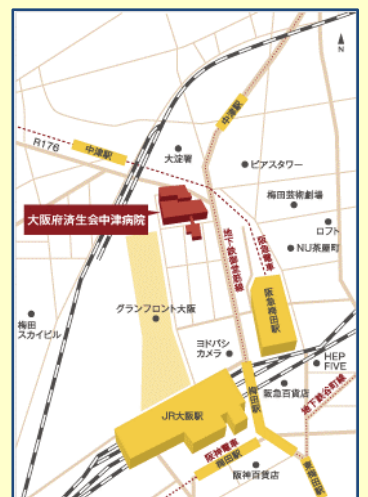 N
中津駅
R176
中津駅
大淀署
ピアスタワー
梅田芸術劇場
大阪府済生会中津病院
ロフト
地下鉄御堂筋線
阪急電車
NU茶屋町
グランフロント大阪
阪急梅田駅
梅田
スカイビル
ヨドバシ
カメラ
HEP
FIVE
梅田駅
阪急百貨店
地下鉄谷町線
JR大阪駅
阪神電車
梅田駅
東梅田駅
阪神百貨店